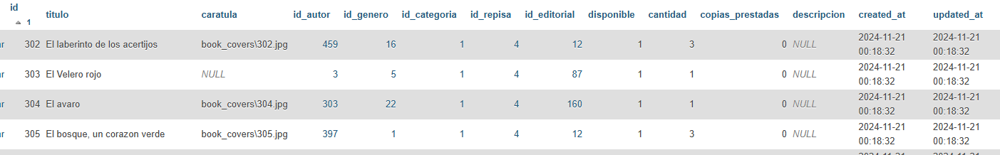 id 1 titulo caratula id_autor id_genero id_categoria id_repisa id_editorial disponible cantidad copias_prestadas descripcion created_at updated_at
ar 302 El laberinto de los acertijos book_covers\302.jpg 459 16 1 4 12 1 3 0 NULL 2024-11-21 00:18:32 2024-11-21 00:18:32
ar 303 El Velero rojo NULL 3 5 1 4 87 1 1 0 NULL 2024-11-21 00:18:32 2024-11-21 00:18:32
ar 304 El avaro book_covers\304.jpg 303 22 1 4 160 1 1 0 NULL 2024-11-21 00:18:32 2024-11-21 00:18:32
ar 305 El bosque, un corazon verde book_covers\305.jpg 397 1 1 4 12 1 3 0 NULL 2024-11-21 00:18:32 2024-11-21 00:18:32